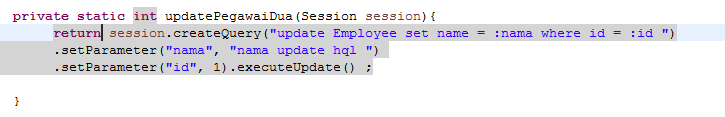 private static int updatePegawaiDua(Session session){
return session.createQuery("update Employee set name = :nama where id = :id ")
.setParameter("nama", "nama update hql ")
.setParameter("id", 1).executeUpdate() ;
}